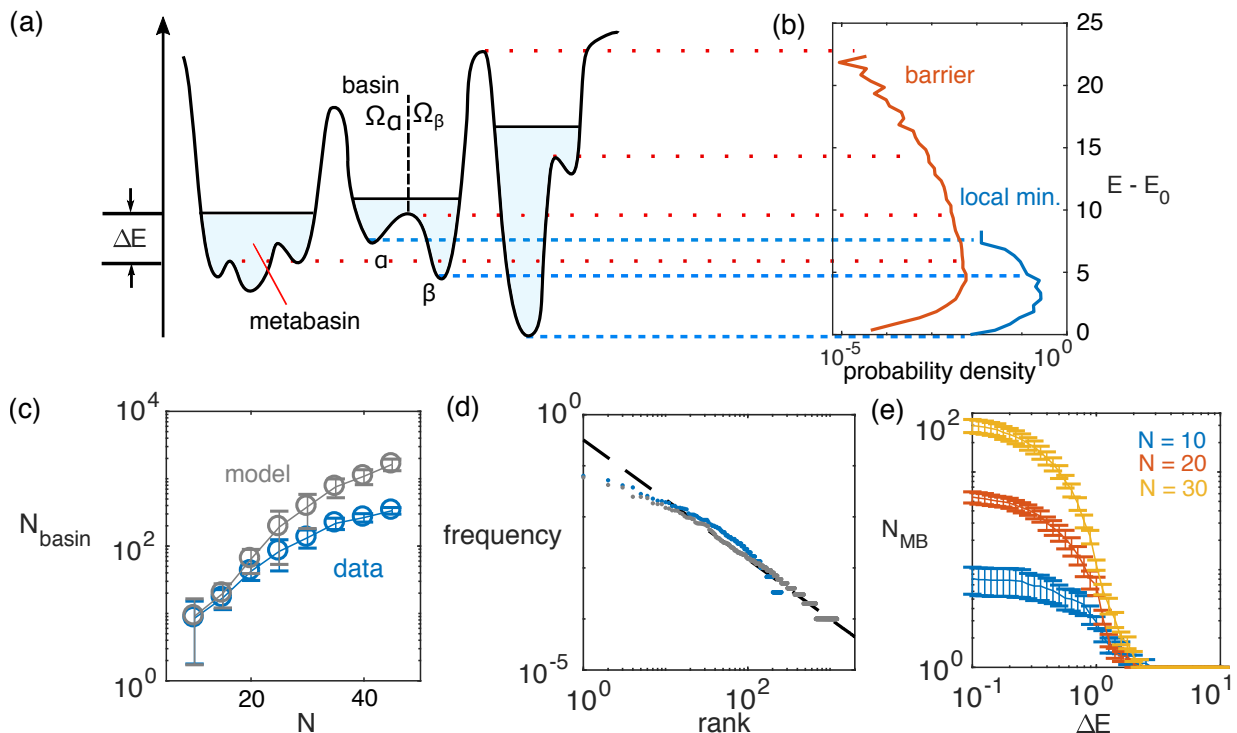 (a)
basin
Ωα Ωβ
ΔE
α
β
metabasin
(b)
25
20
15
10
5
0
barrier
local min.
E - E0
10^-5
10^0
probability density
(c)
10^4
10^2
10^0
N_basin
model
data
20
40
N
(d)
10^0
10^-5
frequency
10^0
10^2
rank
(e)
10^2
10^0
N_MB
N = 10
N = 20
N = 30
10^-1
10^0
10^1
ΔE